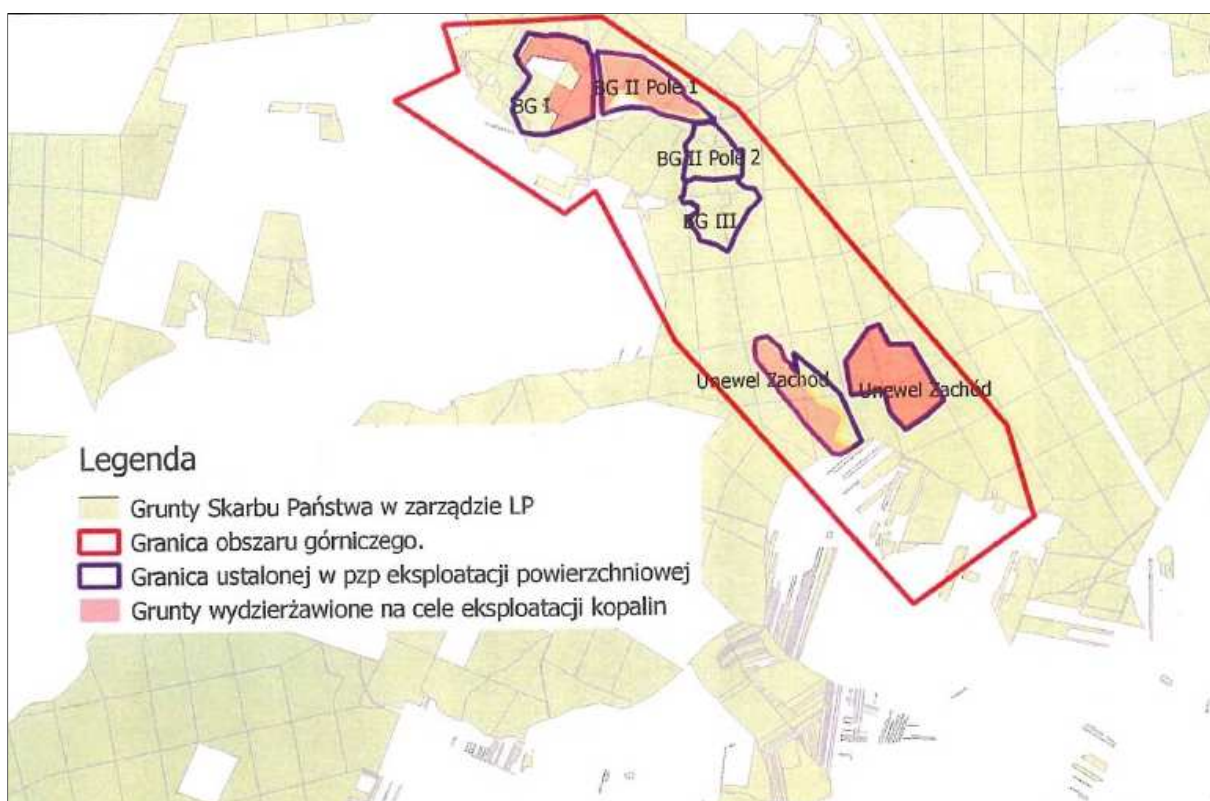 BG I
BG II Pole 1
BG II Pole 2
BG III
Unewel Zachód
Unewel Zachód
Legenda
Grunty Skarbu Państwa w zarządzie LP
Granica obszaru górniczego.
Granica ustalonej w pzp eksploatacji powierzchniowej
Grunty wydzierżawione na cele eksploatacji kopalin